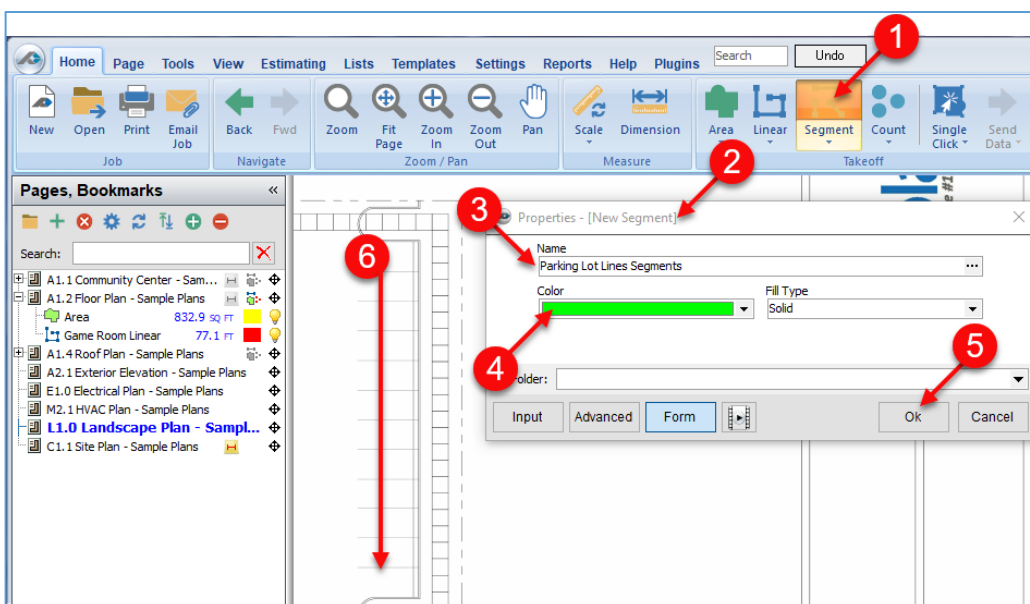 1
Home Page Tools View Estimating Lists Templates Settings Reports Help Plugins Search Undo
New Open Print Email Job Back Fwd Zoom Fit Page Zoom In Zoom Out Pan Scale Dimension Area Linear Segment Count Single Click Send Data
Job Navigate Zoom / Pan Measure Takeoff
2
Pages, Bookmarks «
e #1
3
Properties - [New Segment]
Search:
Name
6
Parking Lot Lines Segments ...
A1.1 Community Center - Sam...
Color Fill Type
A1.2 Floor Plan - Sample Plans
Solid
Area 832.9 SQ FT
Game Room Linear 77.1 FT
5
A1.4 Roof Plan - Sample Plans
4
A2.1 Exterior Elevation - Sample Plans
older:
E1.0 Electrical Plan - Sample Plans
M2.1 HVAC Plan - Sample Plans
Input Advanced Form Ok Cancel
L1.0 Landscape Plan - Sampl...
C1.1 Site Plan - Sample Plans